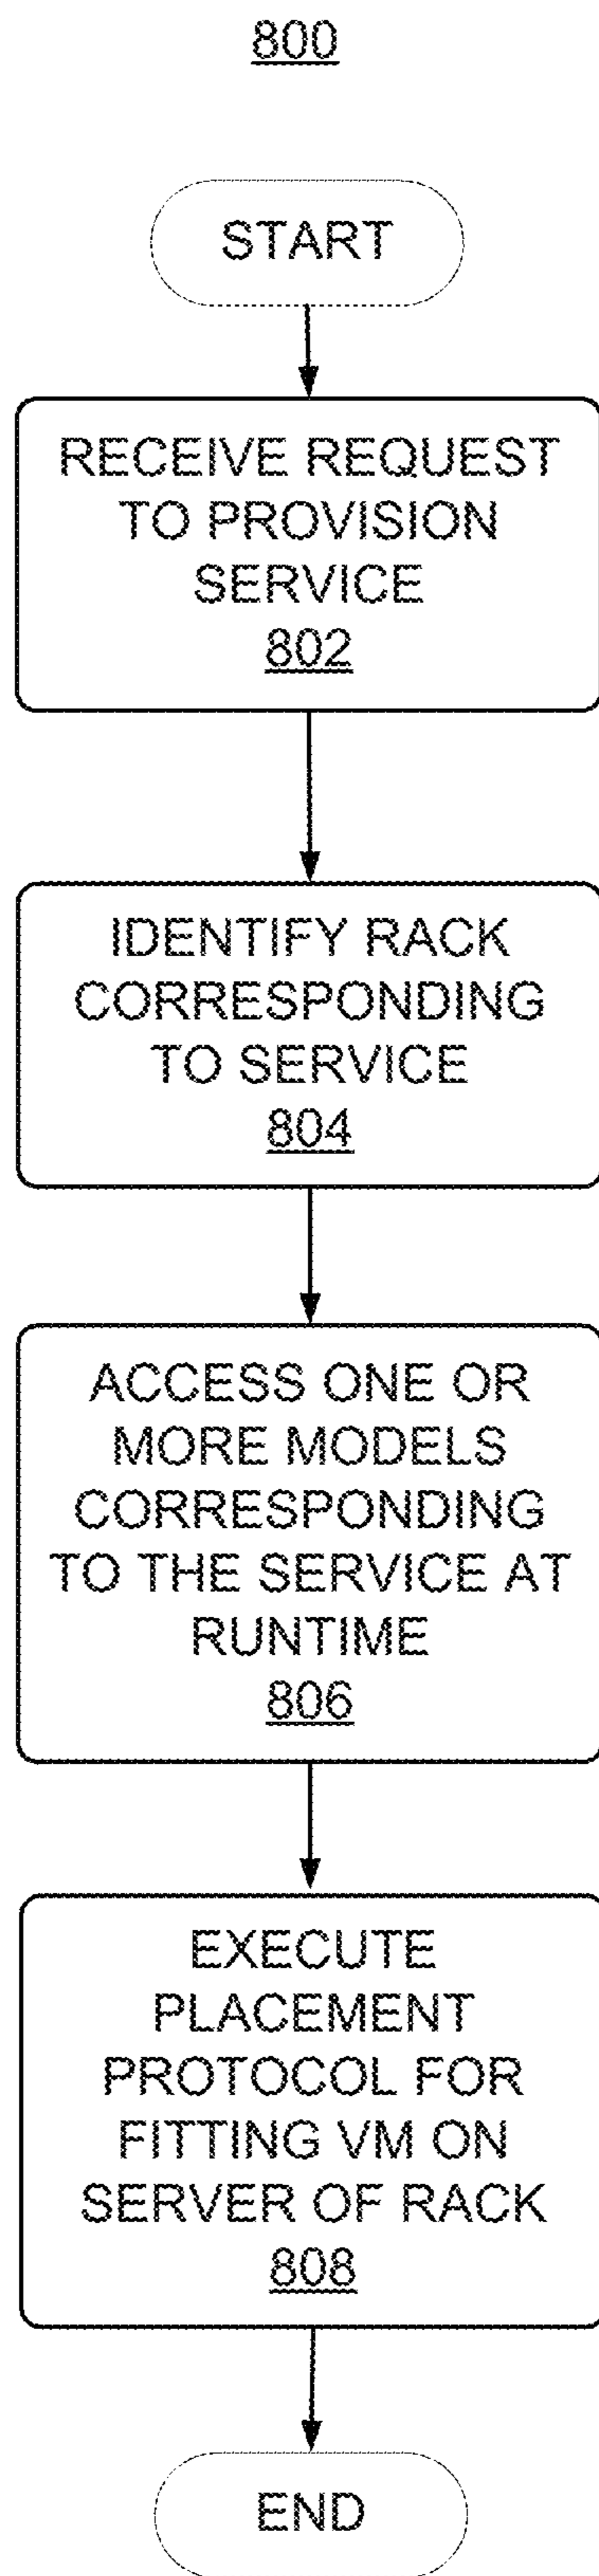 800
START
RECEIVE REQUEST
TO PROVISION
SERVICE
802
IDENTIFY RACK
CORRESPONDING
TO SERVICE
804
ACCESS ONE OR
MORE MODELS
CORRESPONDING
TO THE SERVICE AT
RUNTIME
806
EXECUTE
PLACEMENT
PROTOCOL FOR
FITTING VM ON
SERVER OF RACK
808
END